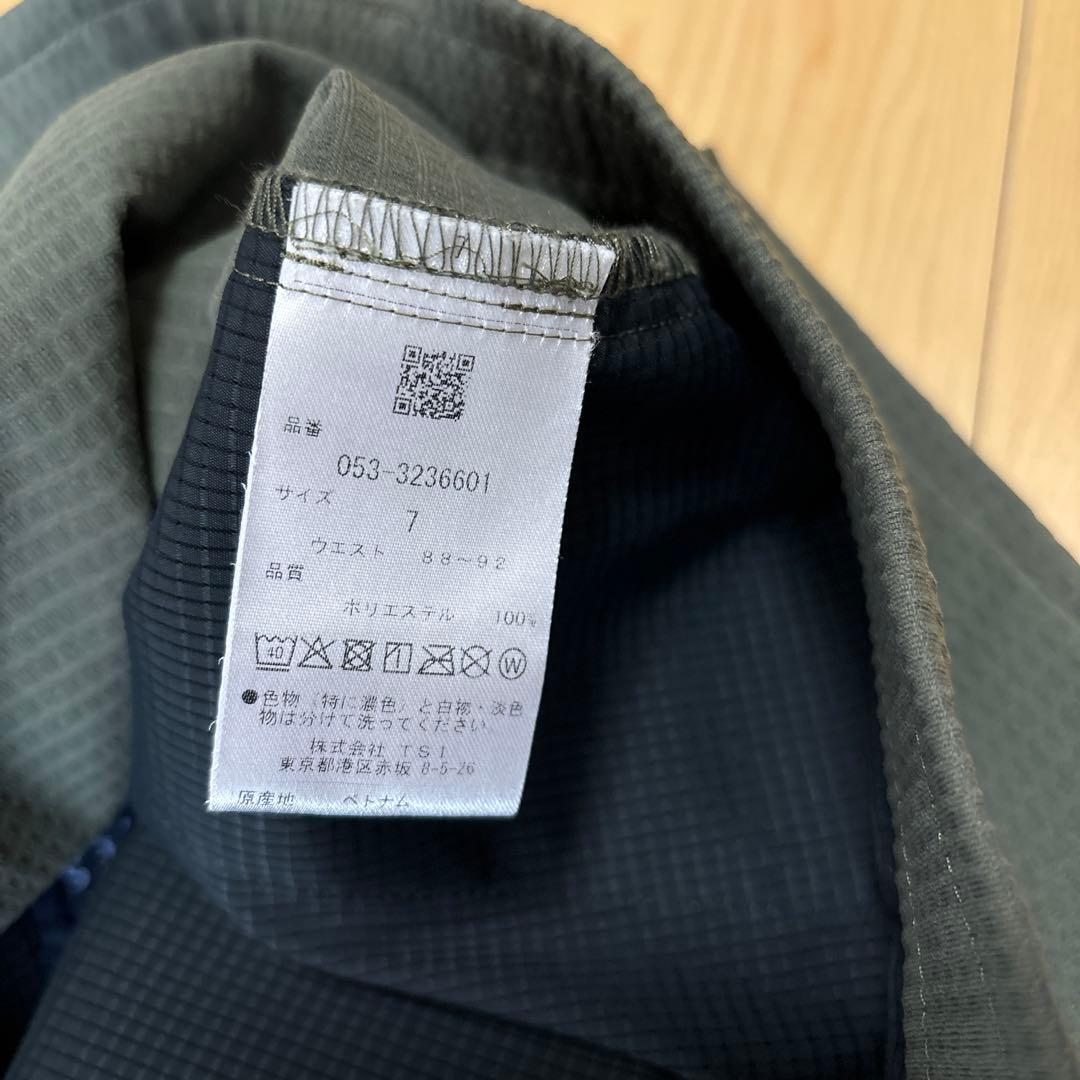 品番
053-3236601
サイズ
7
ウエスト 88～92
品質
ポリエステル 100%
40 W
●色物（特に濃色）と白物・淡色
物は分けて洗ってください
株式会社 TSI
東京都港区赤坂 8-5-26
原産地 ベトナム